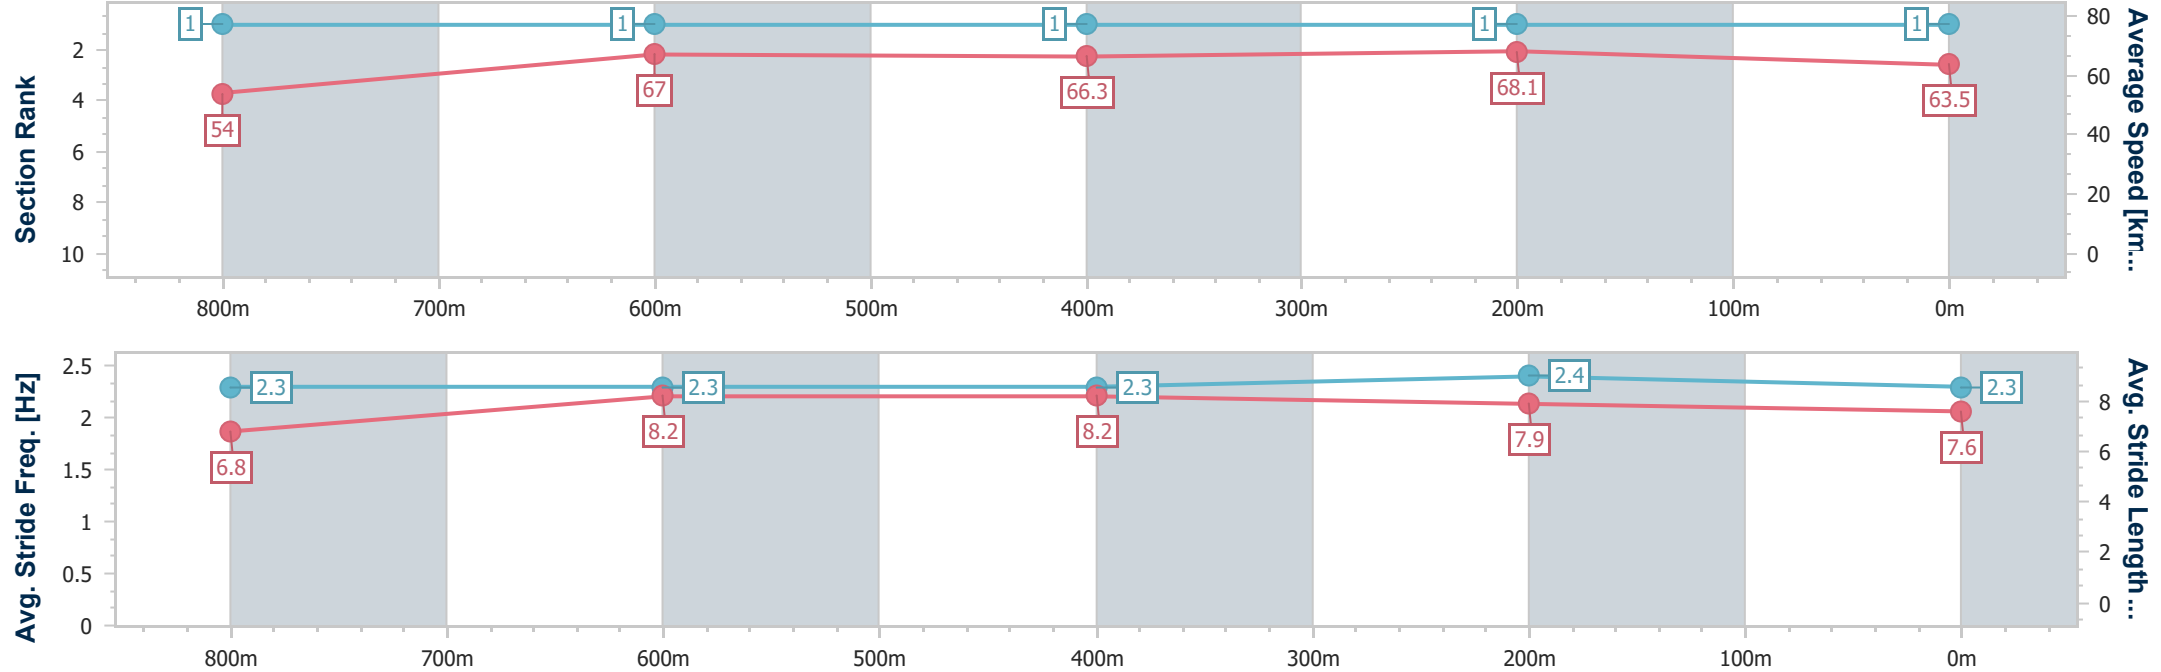 Section Rank
2
4
6
8
10
1
1
1
1
1
54
67
66.3
68.1
63.5
80
60
40
20
0
Average Speed [km...
800m
700m
600m
500m
400m
300m
200m
100m
0m
Avg. Stride Freq. [Hz]
2.5
2
1.5
1
0.5
0
2.3
2.3
2.3
2.4
2.3
6.8
8.2
8.2
7.9
7.6
8
6
4
2
0
Avg. Stride Length ...
800m
700m
600m
500m
400m
300m
200m
100m
0m